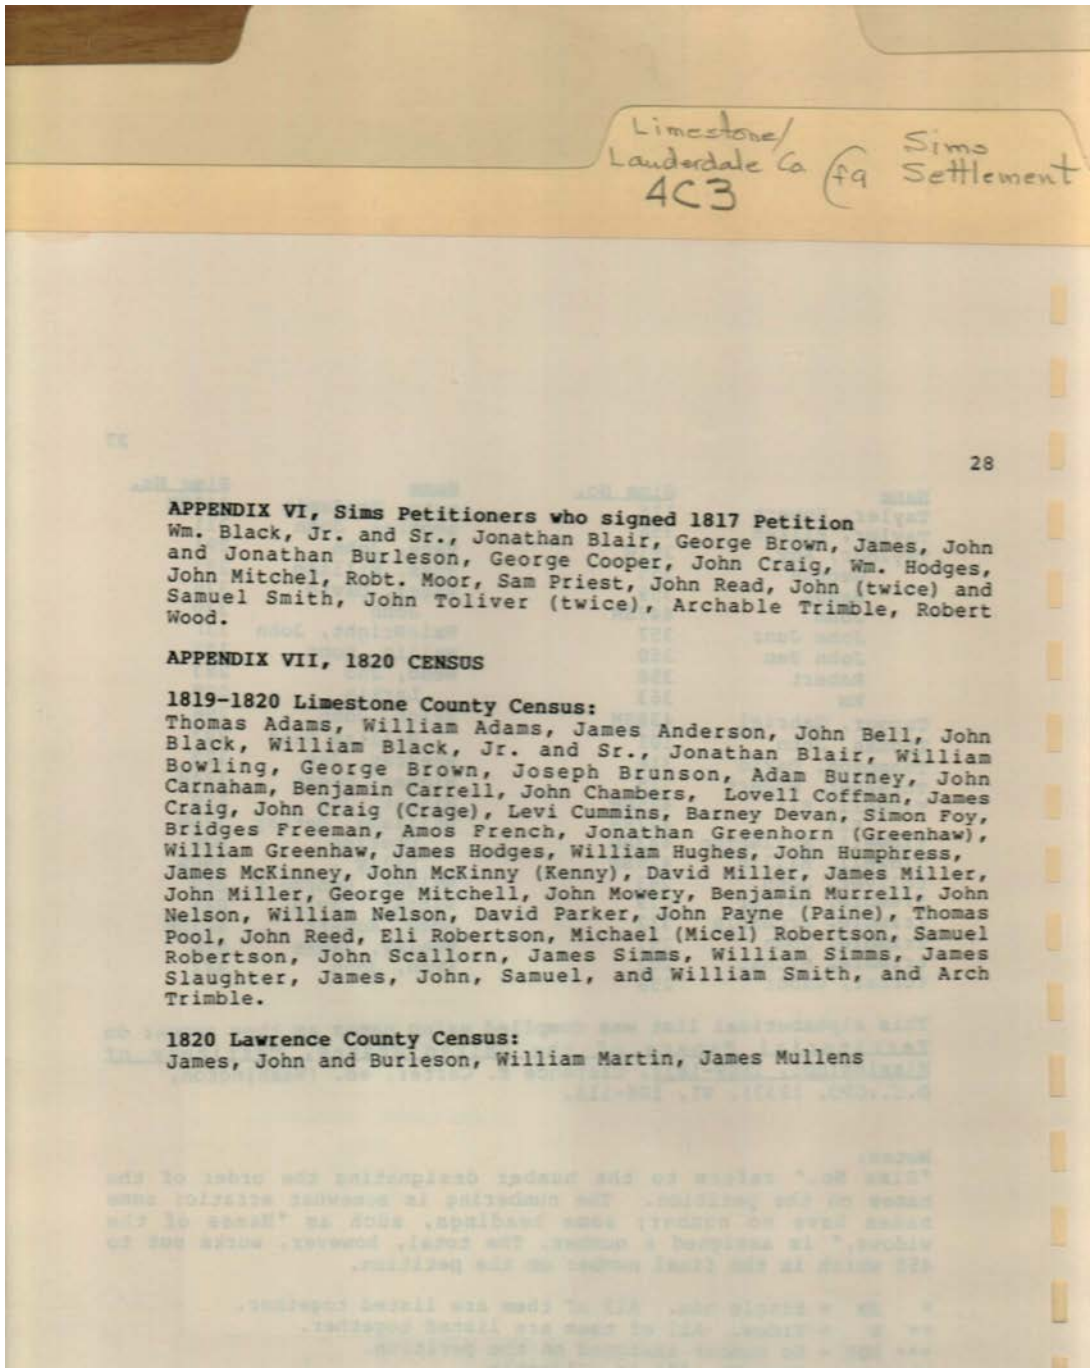 Limestone/
Lauderdale Co
4C3
Sims
Settlement
28
APPENDIX VI, Sims Petitioners who signed 1817 Petition
Wm. Black, Jr. and Sr., Jonathan Blair, George Brown, James, John
and Jonathan Burleson, George Cooper, John Craig, Wm. Hodges,
John Mitchel, Robt. Moor, Sam Priest, John Read, John (twice) and
Samuel Smith, John Toliver (twice), Archable Trimble, Robert
Wood.
APPENDIX VII, 1820 CENSUS
1819-1820 Limestone County Census:
Thomas Adams, William Adams, James Anderson, John Bell, John
Black, William Black, Jr. and Sr., Jonathan Blair, William
Bowling, George Brown, Joseph Brunson, Adam Burney, John
Carnaham, Benjamin Carrell, John Chambers, Lovell Coffman, James
Craig, John Craig (Crage), Levi Cummins, Barney Devan, Simon Foy,
Bridges Freeman, Amos French, Jonathan Greenhorn (Greenhaw),
William Greenhaw, James Hodges, William Hughes, John Humphress,
James McKinney, John McKinny (Kenny), David Miller, James Miller,
John Miller, George Mitchell, John Mowery, Benjamin Murrell, John
Nelson, William Nelson, David Parker, John Payne (Paine), Thomas
Pool, John Reed, Eli Robertson, Michael (Micel) Robertson, Samuel
Robertson, John Scallorn, James Simms, William Simms, James
Slaughter, James, John, Samuel, and William Smith, and Arch
Trimble.
1820 Lawrence County Census:
James, John and Burleson, William Martin, James Mullens